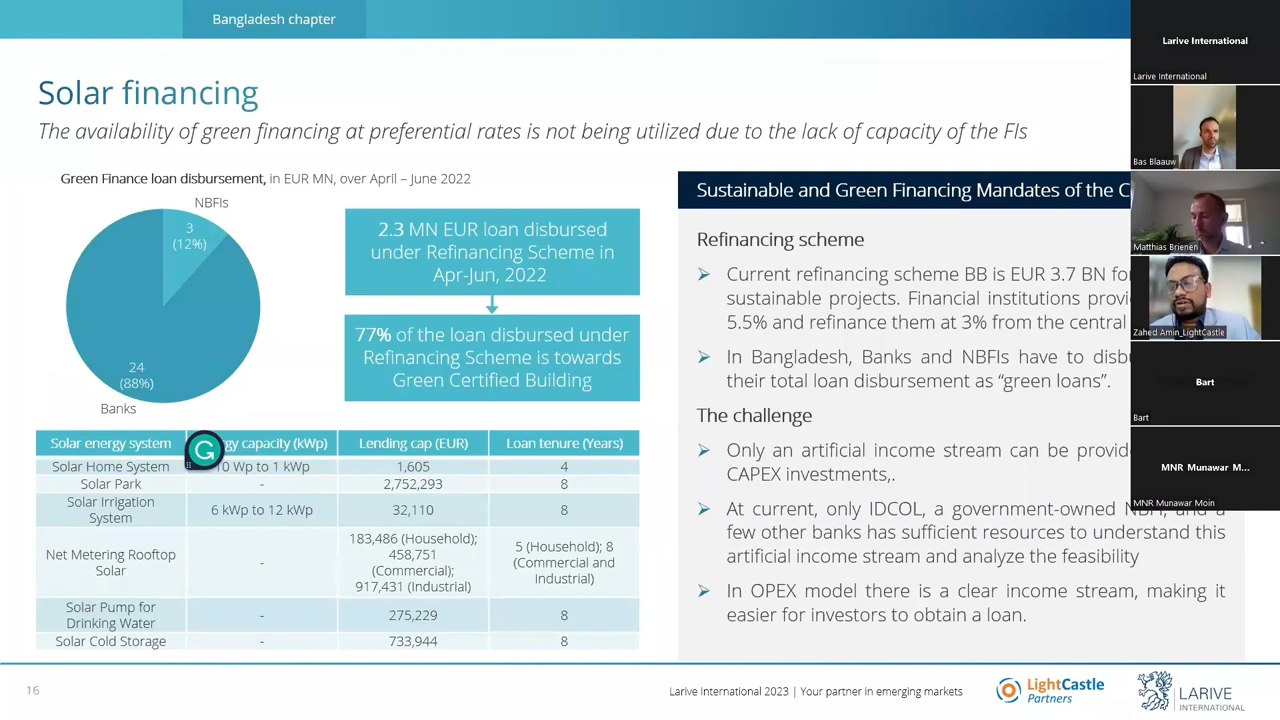 Bangladesh chapter
Solar financing
The availability of green financing at preferential rates is not being utilized due to the lack of capacity of the FIs
Green Finance loan disbursement, in EUR MN, over April – June 2022
NBFIs
3
(12%)
24
(88%)
Banks
2.3 MN EUR loan disbursed
under Refinancing Scheme in
Apr-Jun, 2022
77% of the loan disbursed under
Refinancing Scheme is towards
Green Certified Building
Solar energy system capacity (kWp) Lending cap (EUR) Loan tenure (Years)
Solar Home System 10 Wp to 1 kWp 1,605 4
Solar Park - 2,752,293 8
Solar Irrigation
System 6 kWp to 12 kWp 32,110 8
Net Metering Rooftop
Solar -
183,486 (Household);
458,751
(Commercial);
917,431 (Industrial)
5 (Household); 8
(Commercial and
Industrial)
Solar Pump for
Drinking Water - 275,229 8
Solar Cold Storage - 733,944 8
Sustainable and Green Financing Mandates of the
Refinancing scheme
Current refinancing scheme BB is EUR 3.7 BN
sustainable projects. Financial institutions
5.5% and refinance them at 3% from the central
In Bangladesh, Banks and NBFIs have to
their total loan disbursement as “green loans”.
The challenge
Only an artificial income stream can be
CAPEX investments,.
At current, only IDCOL, a government-owned and a
few other banks has sufficient resources to understand this
artificial income stream and analyze the feasibility
In OPEX model there is a clear income stream, making it
easier for investors to obtain a loan.
16
Larive International 2023 | Your partner in emerging markets
LightCastle
Partners
LARIVE
INTERNATIONAL
Larive International
Larive International
Bas Blaauw
Matthias Brienen
Zahed Amin_LightCastle
Bart
Bart
MNR Munawar M...
MNR Munawar Moin